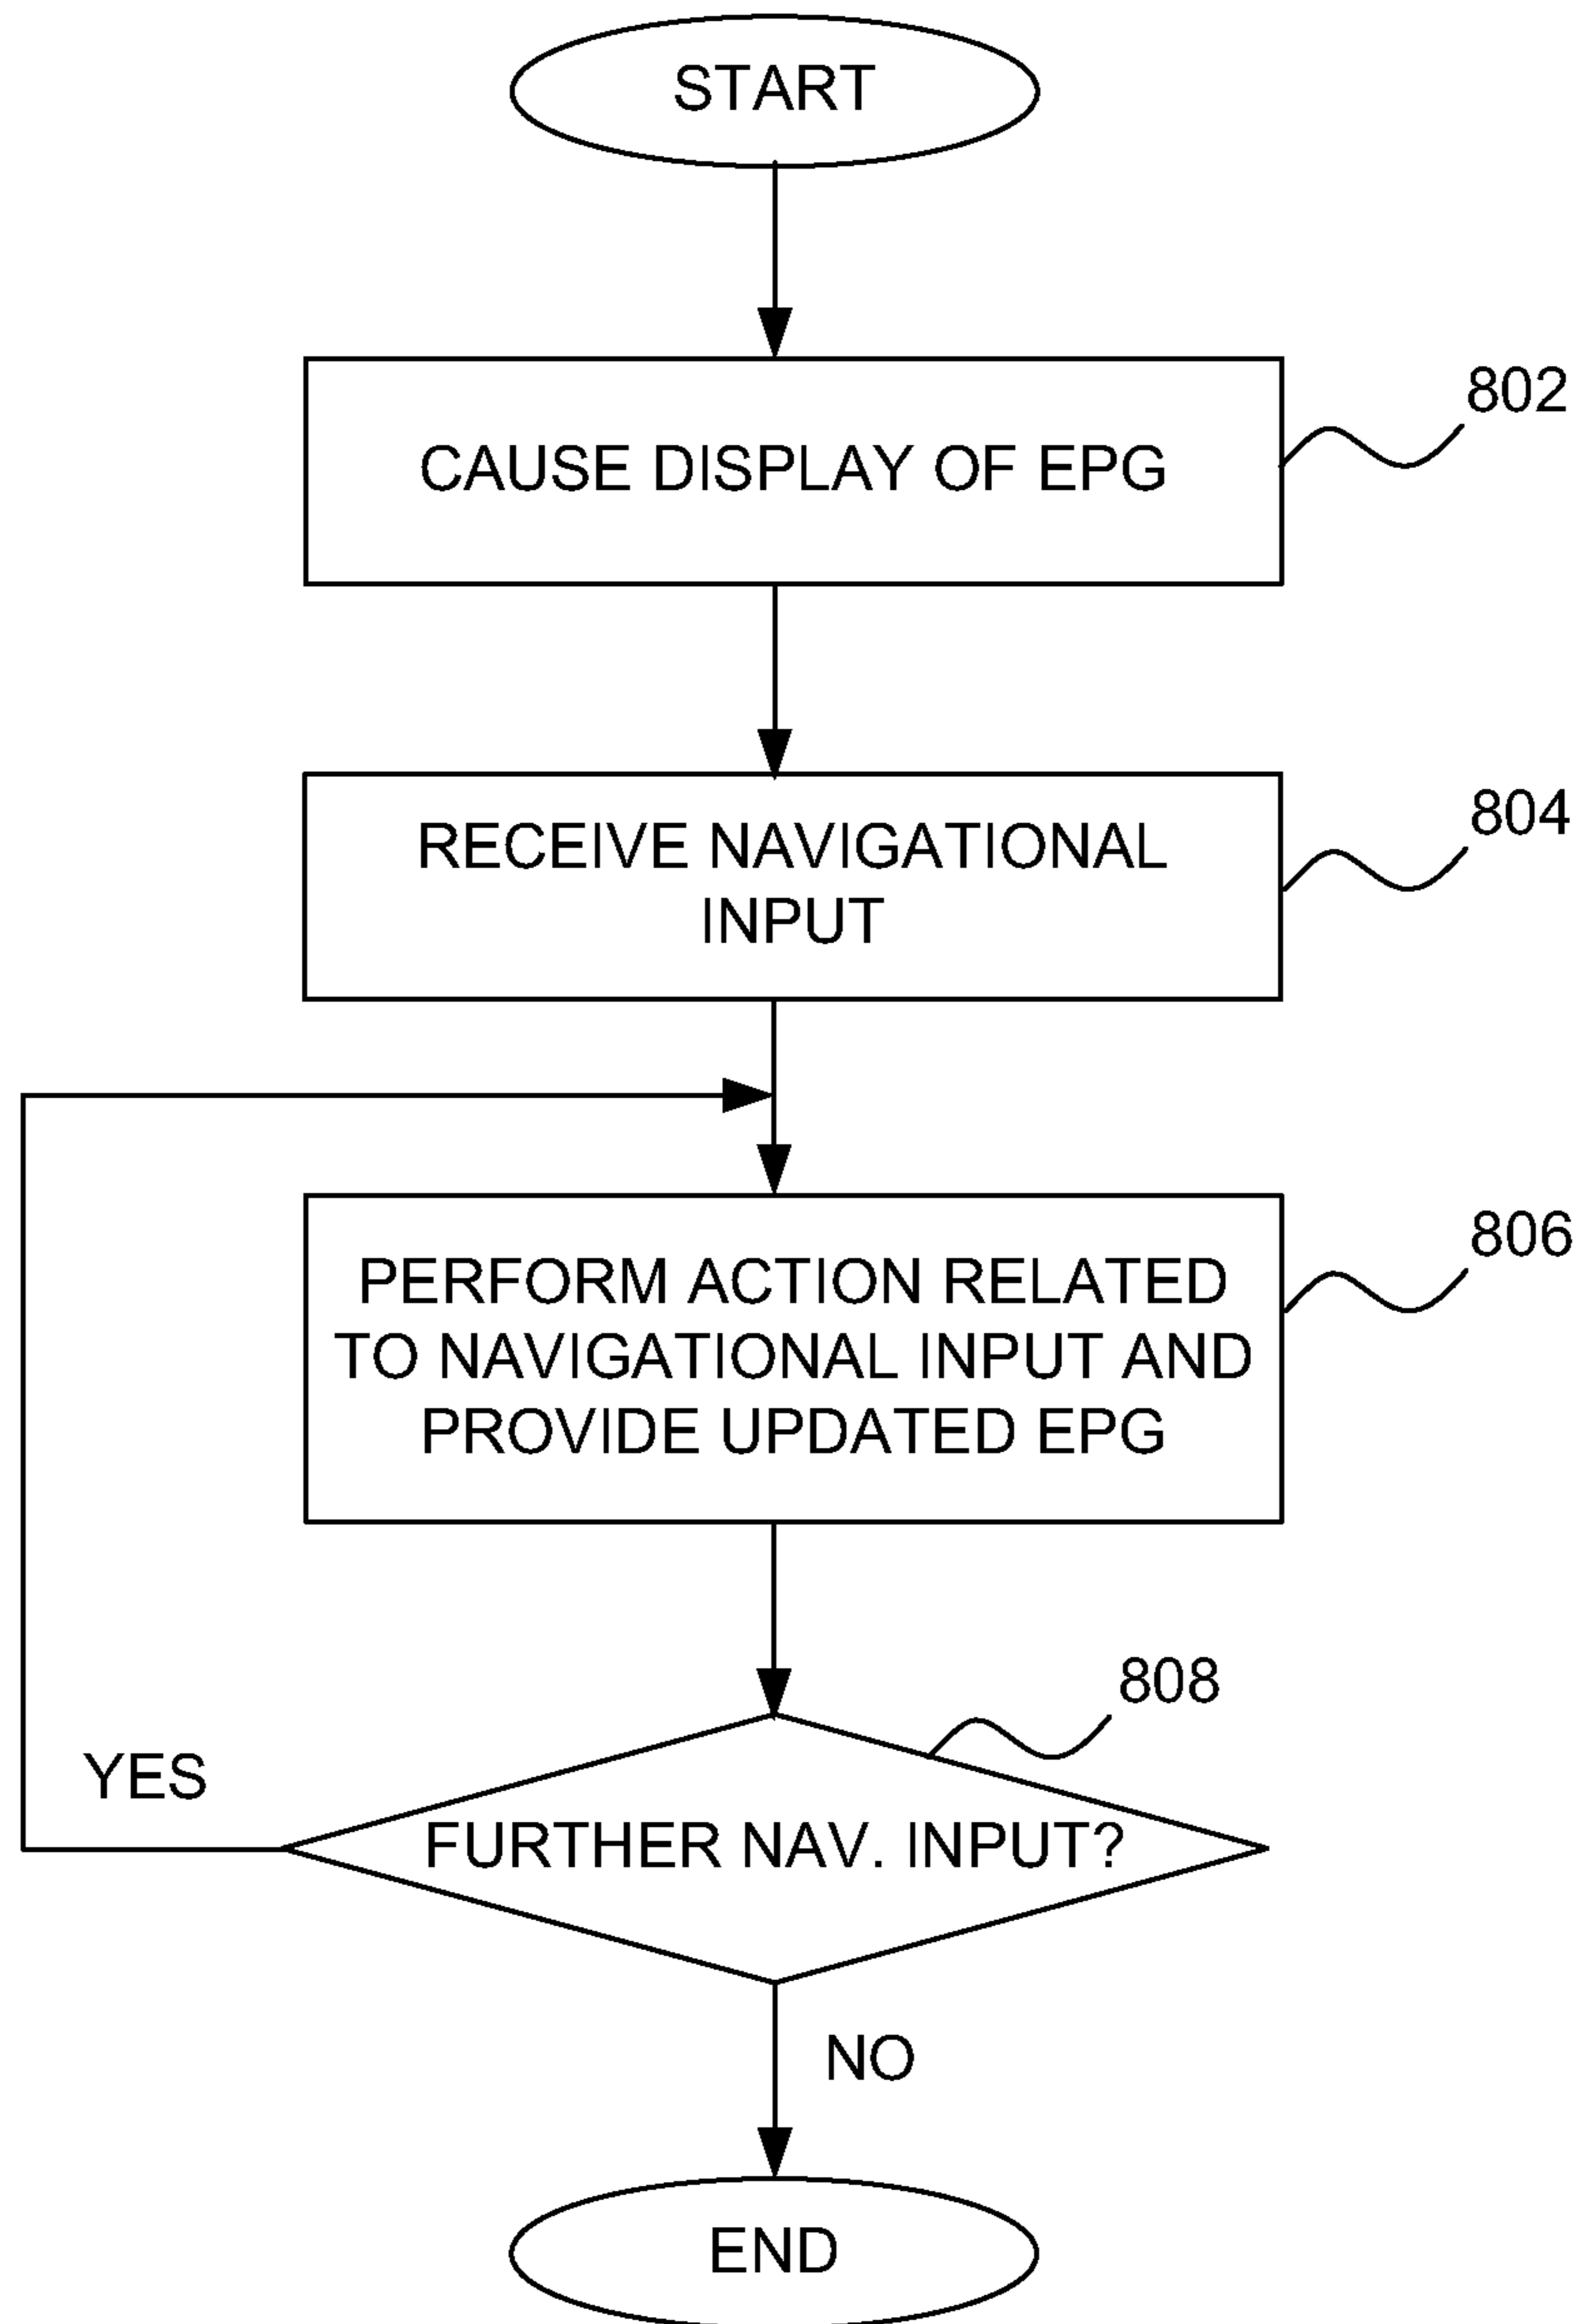 START
CAUSE DISPLAY OF EPG
802
RECEIVE NAVIGATIONAL
INPUT
804
PERFORM ACTION RELATED
TO NAVIGATIONAL INPUT AND
PROVIDE UPDATED EPG
806
808
YES
FURTHER NAV. INPUT?
NO
END